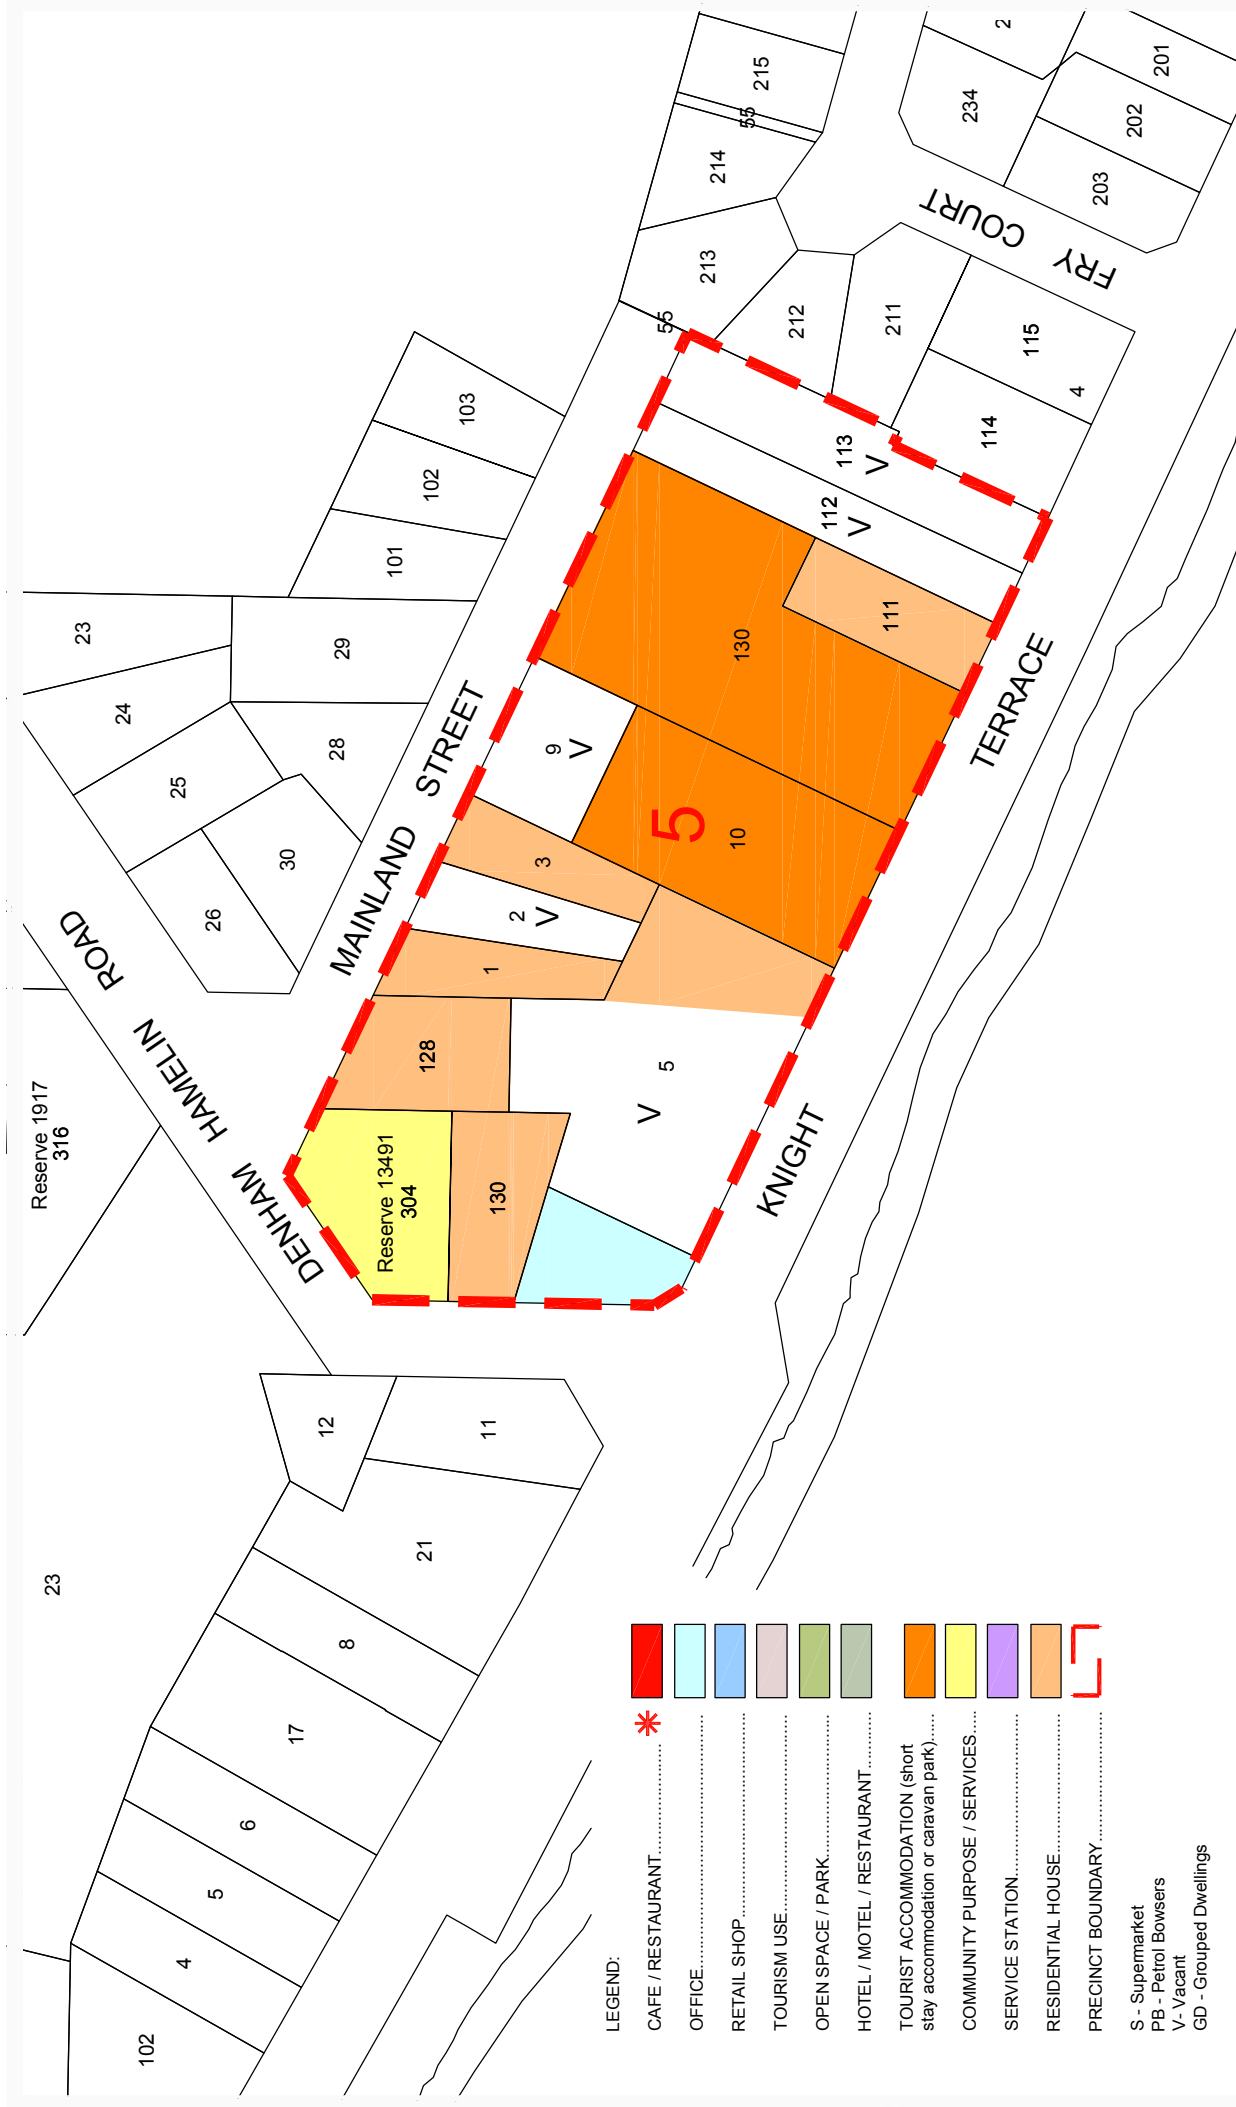 Reserve 1917
316
23
24
25
26
30
28
29
23
101
102
103
215
55
214
213
55
212
211
234
2
201
202
203
115
4
114
FRY COURT
DENHAM HAMELIN ROAD
MAINLAND STREET
KNIGHT TERRACE
Reserve 13491
304
130
128
1
2
V
3
9
V
5
10
130
111
112
V
113
V
5
V
12
11
21
8
17
6
5
4
102
LEGEND:
CAFE / RESTAURANT.................... *
OFFICE..........................................................
RETAIL SHOP..............................................
TOURISM USE..............................................
OPEN SPACE / PARK..................................
HOTEL / MOTEL / RESTAURANT.........
TOURIST ACCOMMODATION (short
stay accommodation or caravan park).....
COMMUNITY PURPOSE / SERVICES.....
SERVICE STATION.....................................
RESIDENTIAL HOUSE................................
PRECINCT BOUNDARY..............................
S - Supermarket
PB - Petrol Bowsers
V- Vacant
GD - Grouped Dwellings